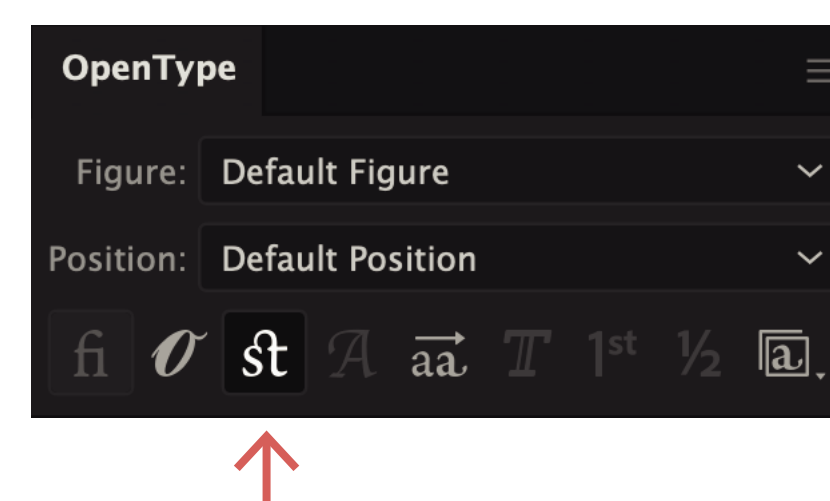 OpenType
Figure: Default Figure
Position: Default Position
fi O st A aa T 1st ½ a